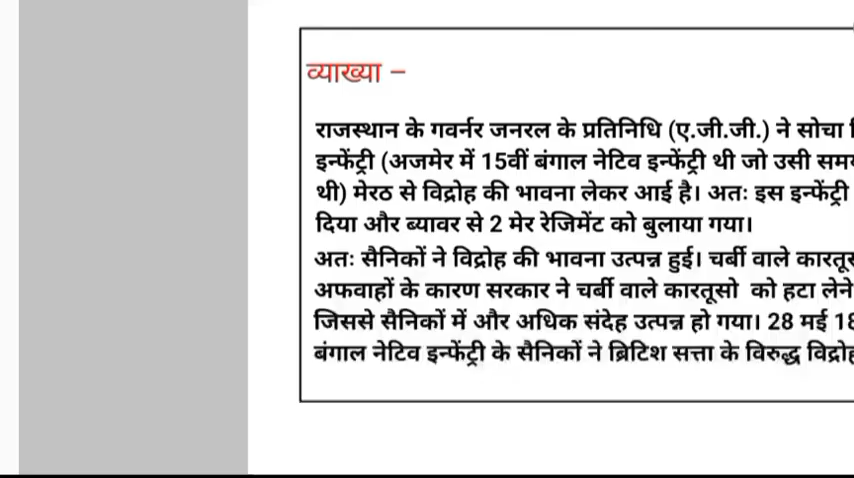 व्याख्या –
राजस्थान के गवर्नर जनरल के प्रतिनिधि (ए.जी.जी.) ने सोचा
इन्फेंट्री (अजमेर में 15वीं बंगाल नेटिव इन्फेंट्री थी जो उसी
थी) मेरठ से विद्रोह की भावना लेकर आई है। अतः इस इन्फेंट्री
दिया और ब्यावर से 2 मेर रेजिमेंट को बुलाया गया।
अतः सैनिकों ने विद्रोह की भावना उत्पन्न हुई। चर्बी वाले
अफवाहों के कारण सरकार ने चर्बी वाले कारतूसो को हटा लेने
जिससे सैनिकों में और अधिक संदेह उत्पन्न हो गया। 28 मई
बंगाल नेटिव इन्फेंट्री के सैनिकों ने ब्रिटिश सत्ता के विरुद्ध